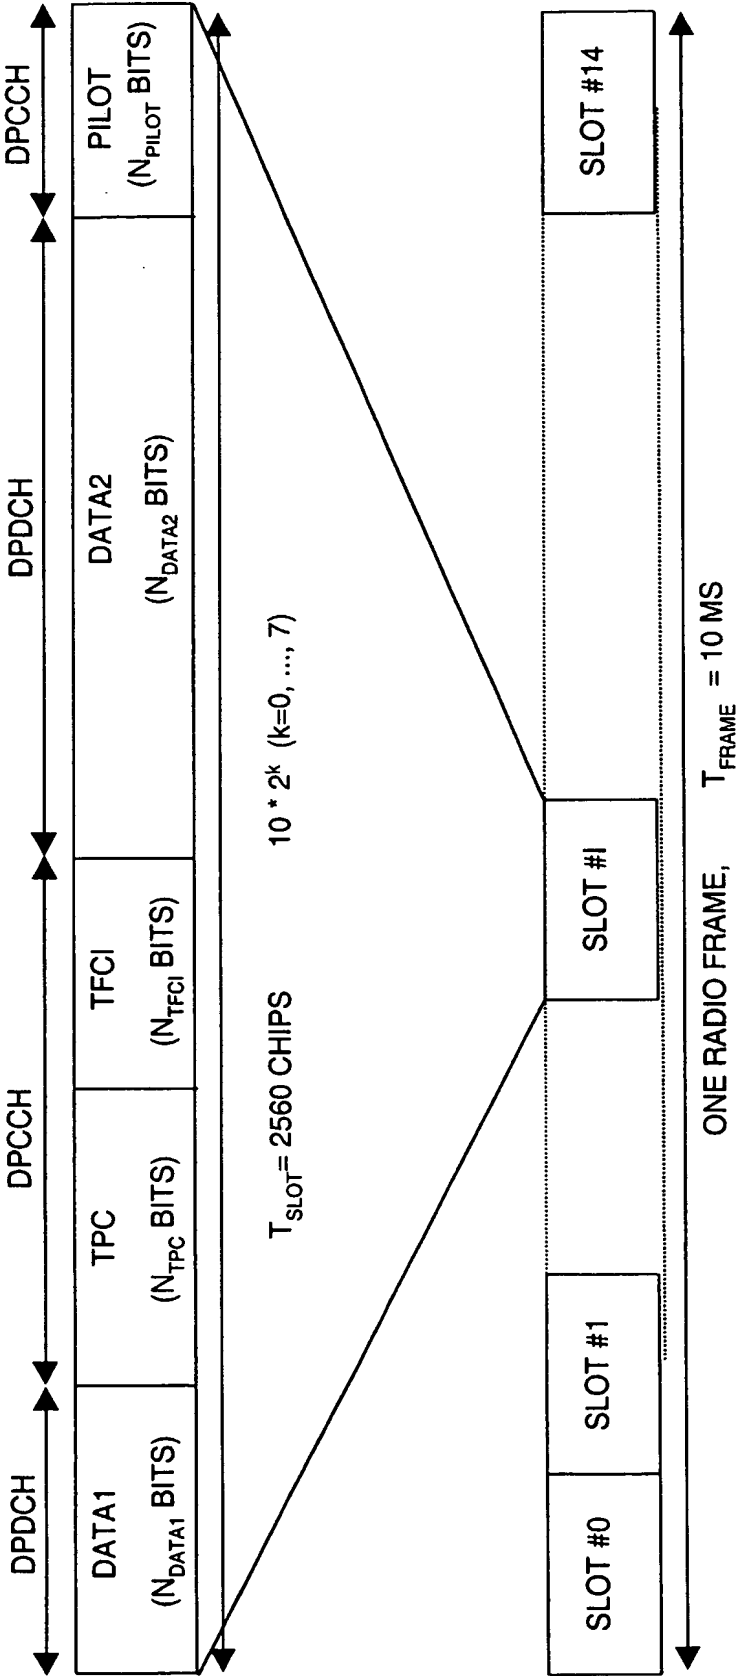 DPDCH
DPCCH
DPDCH
DPCCH
DATA1
TPC
TFCI
DATA2
PILOT
(N_DATA1 BITS)
(N_TPC BITS)
(N_TFCI BITS)
(N_DATA2 BITS)
(N_PILOT BITS)
T_SLOT= 2560 CHIPS
10 * 2^k (k=0, ..., 7)
SLOT #0
SLOT #1
SLOT #I
SLOT #14
ONE RADIO FRAME,
T_FRAME = 10 MS